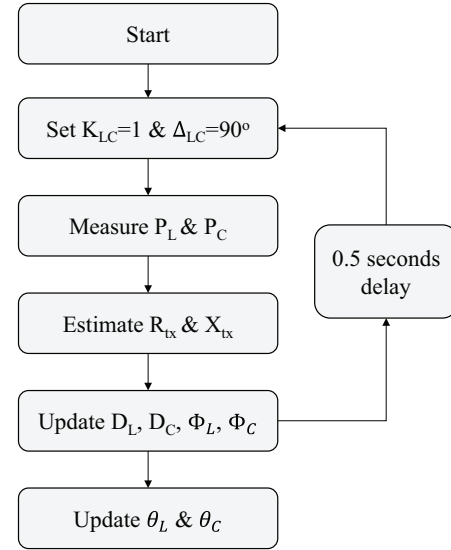 Start
Set K_LC=1 & Δ_LC=90°
Measure P_L & P_C
0.5 seconds
delay
Estimate R_tx & X_tx
Update D_L, D_C, Φ_L, Φ_C
Update θ_L & θ_C